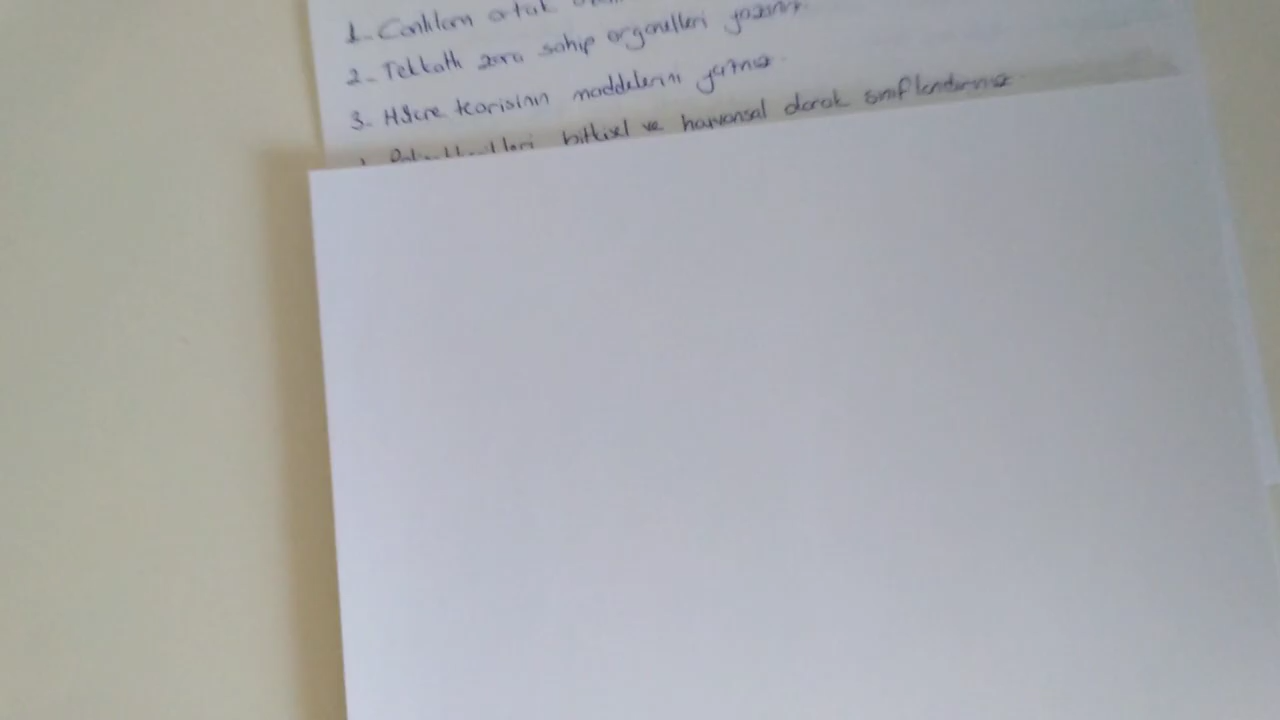 1- Canlıların ortak
2- Tek katlı zara sahip organelleri yazınız.
3- Hücre teorisinin maddelerini yazınız.
bitkisel ve hayvansal olarak sınıflandırınız.